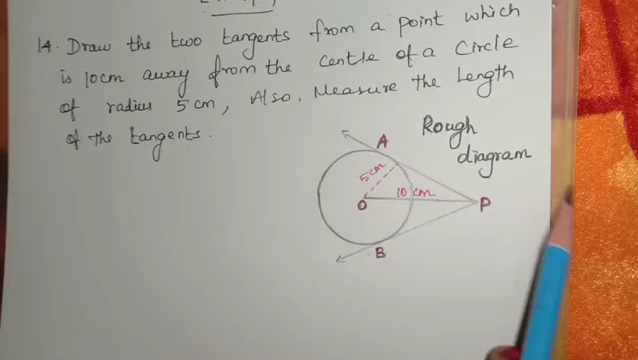 14. Draw the two tangents from a point which
is 10cm away from the centle of a Circle
of radius 5cm, Also, Measure the Length
of the tangents.
Rough
diagram
A
5cm
10 cm
O
P
B